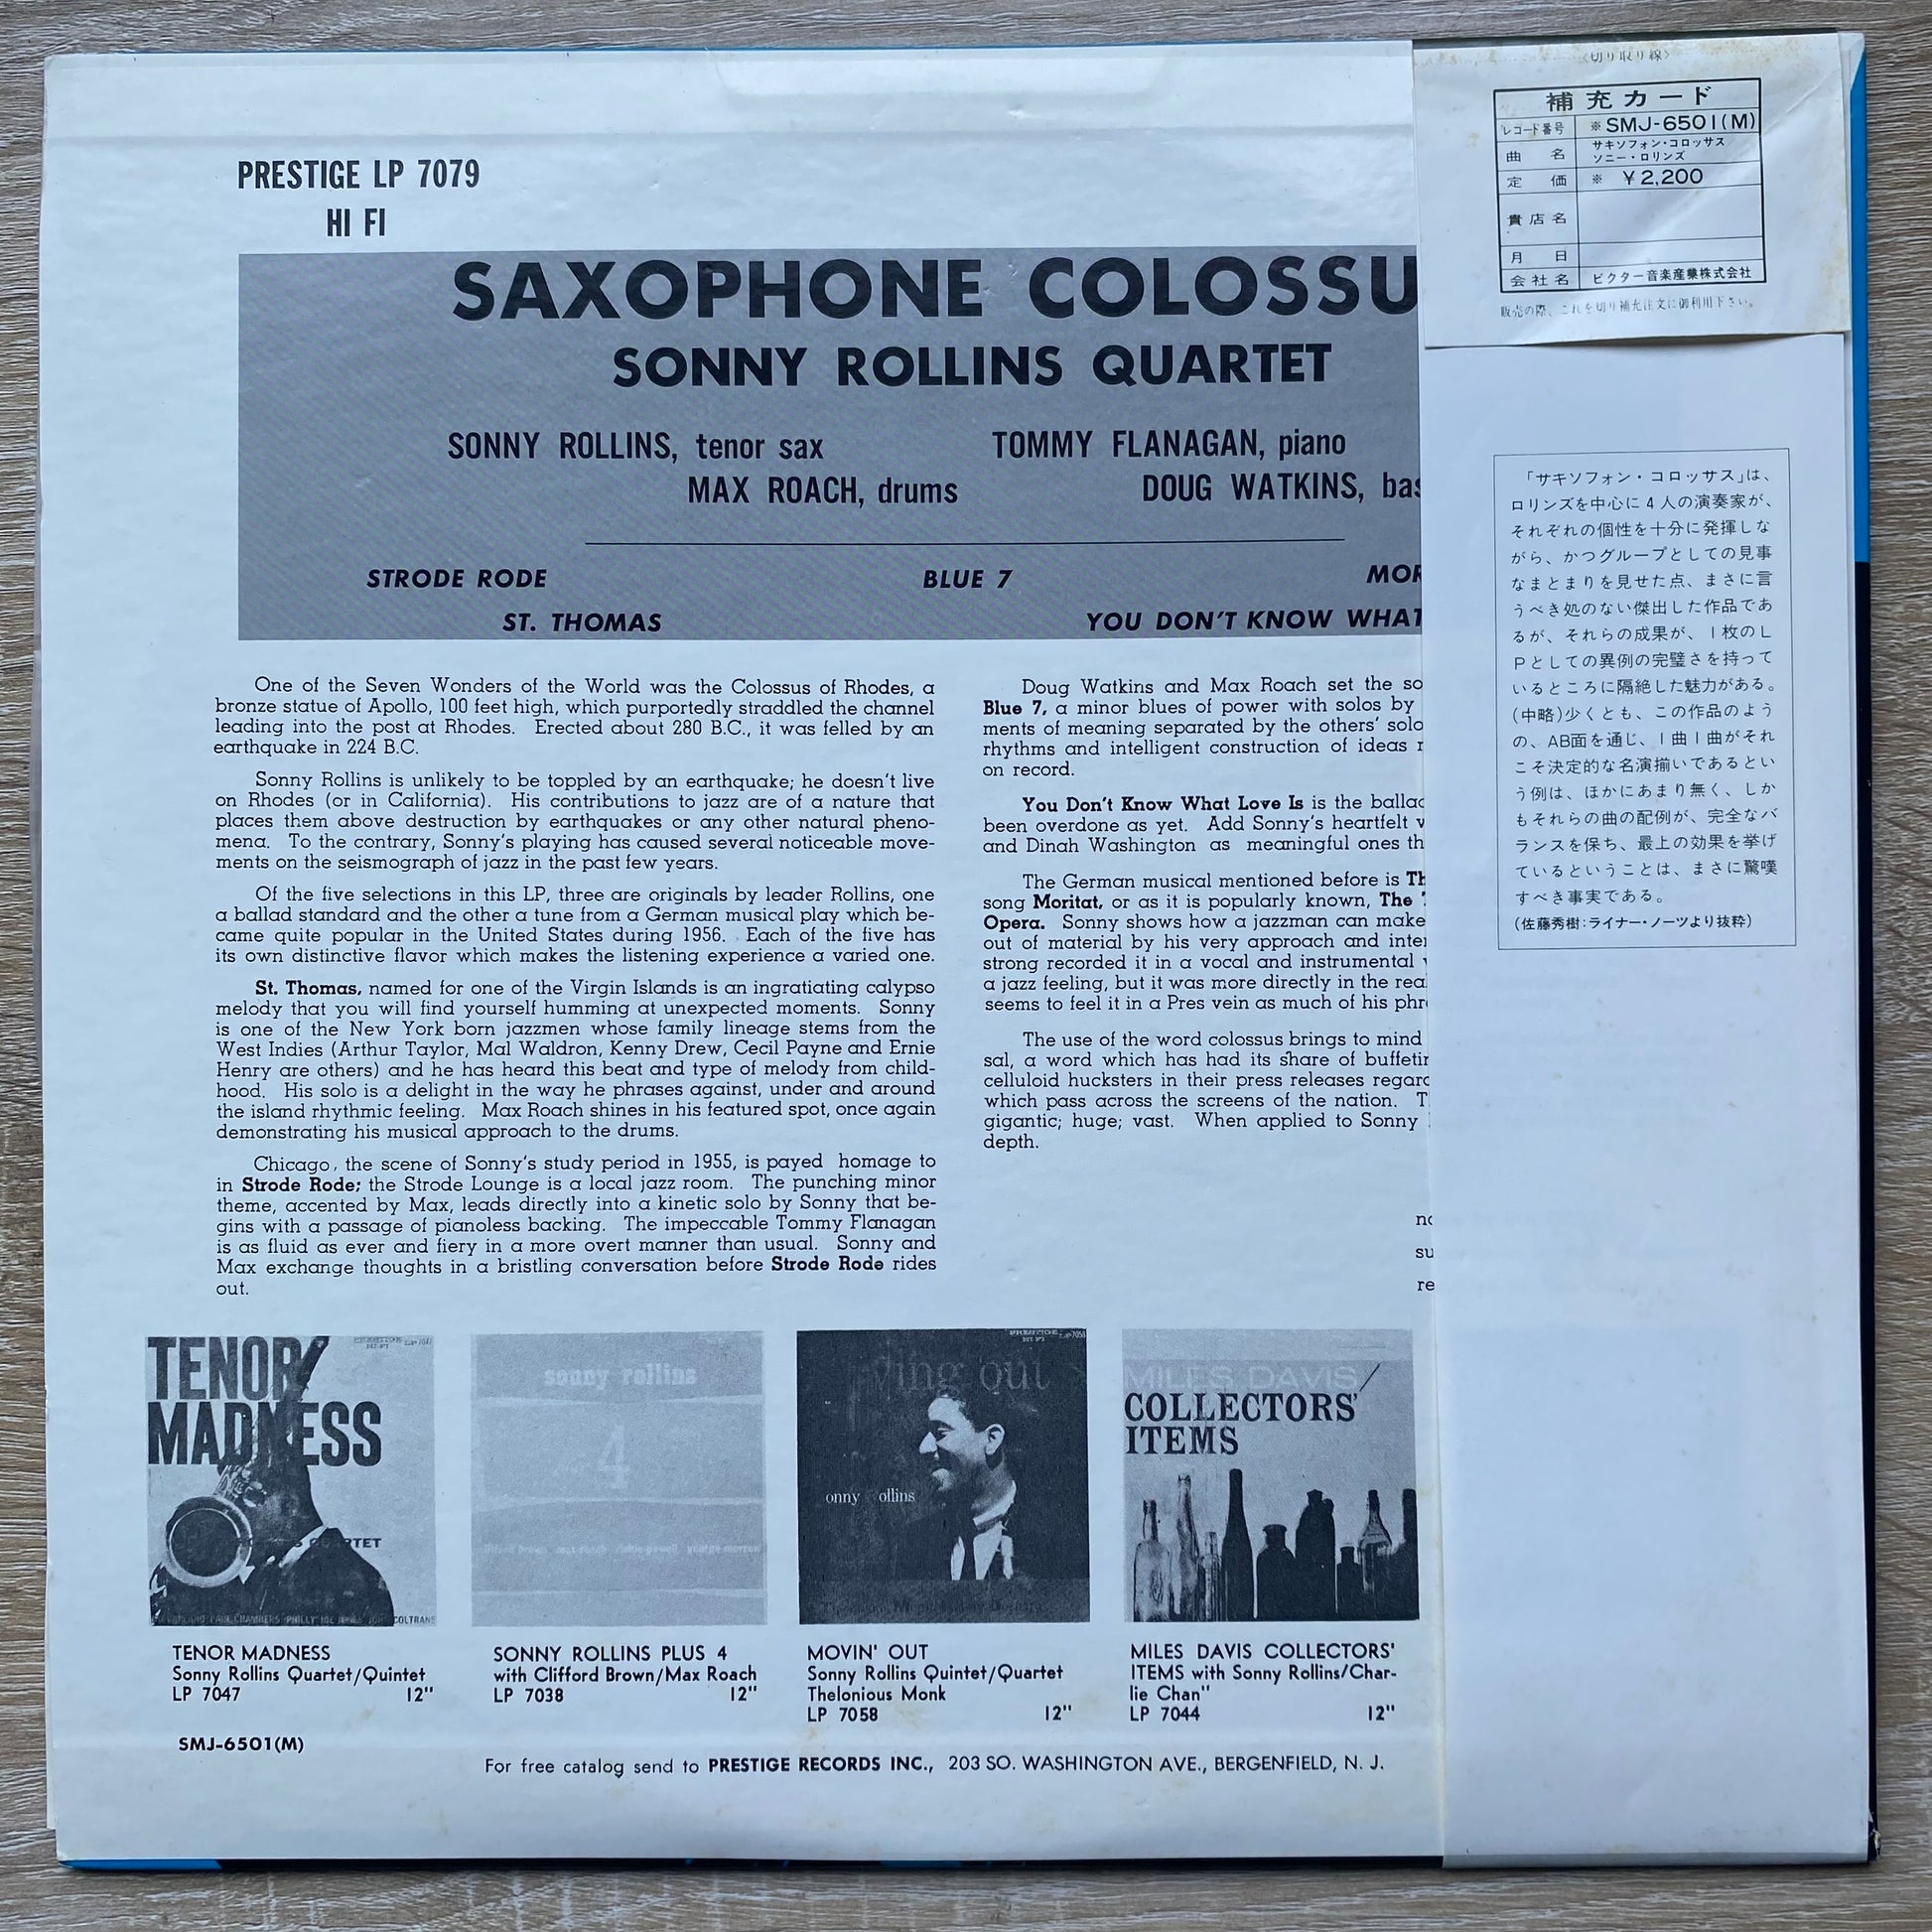 PRESTIGE LP 7079
HI FI
SAXOPHONE COLOSSU
SONNY ROLLINS QUARTET
SONNY ROLLINS, tenor sax TOMMY FLANAGAN, piano
MAX ROACH, drums DOUG WATKINS, bas
STRODE RODE BLUE 7 MOR
ST. THOMAS YOU DON'T KNOW WHAT
One of the Seven Wonders of the World was the Colossus of Rhodes, a
bronze statue of Apollo, 100 feet high, which purportedly straddled the channel
leading into the post at Rhodes. Erected about 280 B.C., it was felled by an
earthquake in 224 B.C.
Sonny Rollins is unlikely to be toppled by an earthquake; he doesn't live
on Rhodes (or in California). His contributions to jazz are of a nature that
places them above destruction by earthquakes or any other natural pheno-
mena. To the contrary, Sonny's playing has caused several noticeable move-
ments on the seismograph of jazz in the past few years.
Of the five selections in this LP, three are originals by leader Rollins, one
a ballad standard and the other a tune from a German musical play which be-
came quite popular in the United States during 1956. Each of the five has
its own distinctive flavor which makes the listening experience a varied one.
St. Thomas, named for one of the Virgin Islands is an ingratiating calypso
melody that you will find yourself humming at unexpected moments. Sonny
is one of the New York born jazzmen whose family lineage stems from the
West Indies (Arthur Taylor, Mal Waldron, Kenny Drew, Cecil Payne and Ernie
Henry are others) and he has heard this beat and type of melody from child-
hood. His solo is a delight in the way he phrases against, under and around
the island rhythmic feeling. Max Roach shines in his featured spot, once again
demonstrating his musical approach to the drums.
Chicago, the scene of Sonny's study period in 1955, is payed homage to
in Strode Rode; the Strode Lounge is a local jazz room. The punching minor
theme, accented by Max, leads directly into a kinetic solo by Sonny that be-
gins with a passage of pianoless backing. The impeccable Tommy Flanagan
is as fluid as ever and fiery in a more overt manner than usual. Sonny and
Max exchange thoughts in a bristling conversation before Strode Rode rides
out.
Doug Watkins and Max Roach set the so
Blue 7, a minor blues of power with solos by
ments of meaning separated by the others' solo
rhythms and intelligent construction of ideas r
on record.
You Don't Know What Love Is is the ballad
been overdone as yet. Add Sonny's heartfelt v
and Dinah Washington as meaningful ones th
The German musical mentioned before is Th
song Moritat, or as it is popularly known, The
Opera. Sonny shows how a jazzman can make
out of material by his very approach and inter
strong recorded it in a vocal and instrumental v
a jazz feeling, but it was more directly in the rea
seems to feel it in a Pres vein as much of his phr
The use of the word colossus brings to mind
sal, a word which has had its share of buffetin
celluloid hucksters in their press releases regard
which pass across the screens of the nation. T
gigantic; huge; vast. When applied to Sonny
depth.
no
su
re
TENOR
MADNESS
sonny rollins
4
ving out
onny ollins
MILES DAVIS
COLLECTORS'
ITEMS
TENOR MADNESS
Sonny Rollins Quartet/Quintet
LP 7047 12"
SONNY ROLLINS PLUS 4
with Clifford Brown/Max Roach
LP 7038 12"
MOVIN' OUT
Sonny Rollins Quintet/Quartet
Thelonious Monk
LP 7058 12"
MILES DAVIS COLLECTORS'
ITEMS with Sonny Rollins/Char-
lie Chan"
LP 7044 12"
SMJ-6501(M)
For free catalog send to PRESTIGE RECORDS INC., 203 SO. WASHINGTON AVE., BERGENFIELD, N. J.
〈切り取り線〉
補充カード
レコード番号 ※SMJ-6501(M)
曲名 サキソフォン・コロッサス
ソニー・ロリンズ
定価 ※ ¥2,200
貴店名
月日
会社名 ビクター音楽産業株式会社
販売の際、これを切り補充注文に御利用下さい。
「サキソフォン・コロッサス」は、
ロリンズを中心に4人の演奏家が、
それぞれの個性を十分に発揮しな
がら、かつグループとしての見事
なまとまりを見せた点、まさに言
うべき処のない傑出した作品であ
るが、それらの成果が、1枚のL
Pとしての異例の完璧さを持って
いるところに隔絶した魅力がある。
(中略)少くとも、この作品のよう
の、AB面を通じ、1曲1曲がそれ
こそ決定的な名演揃いであるとい
う例は、ほかにあまり無く、しか
もそれらの曲の配例が、完全なバ
ランスを保ち、最上の効果を挙げ
ているということは、まさに驚嘆
すべき事実である。
(佐藤秀樹:ライナー・ノーツより抜粋)